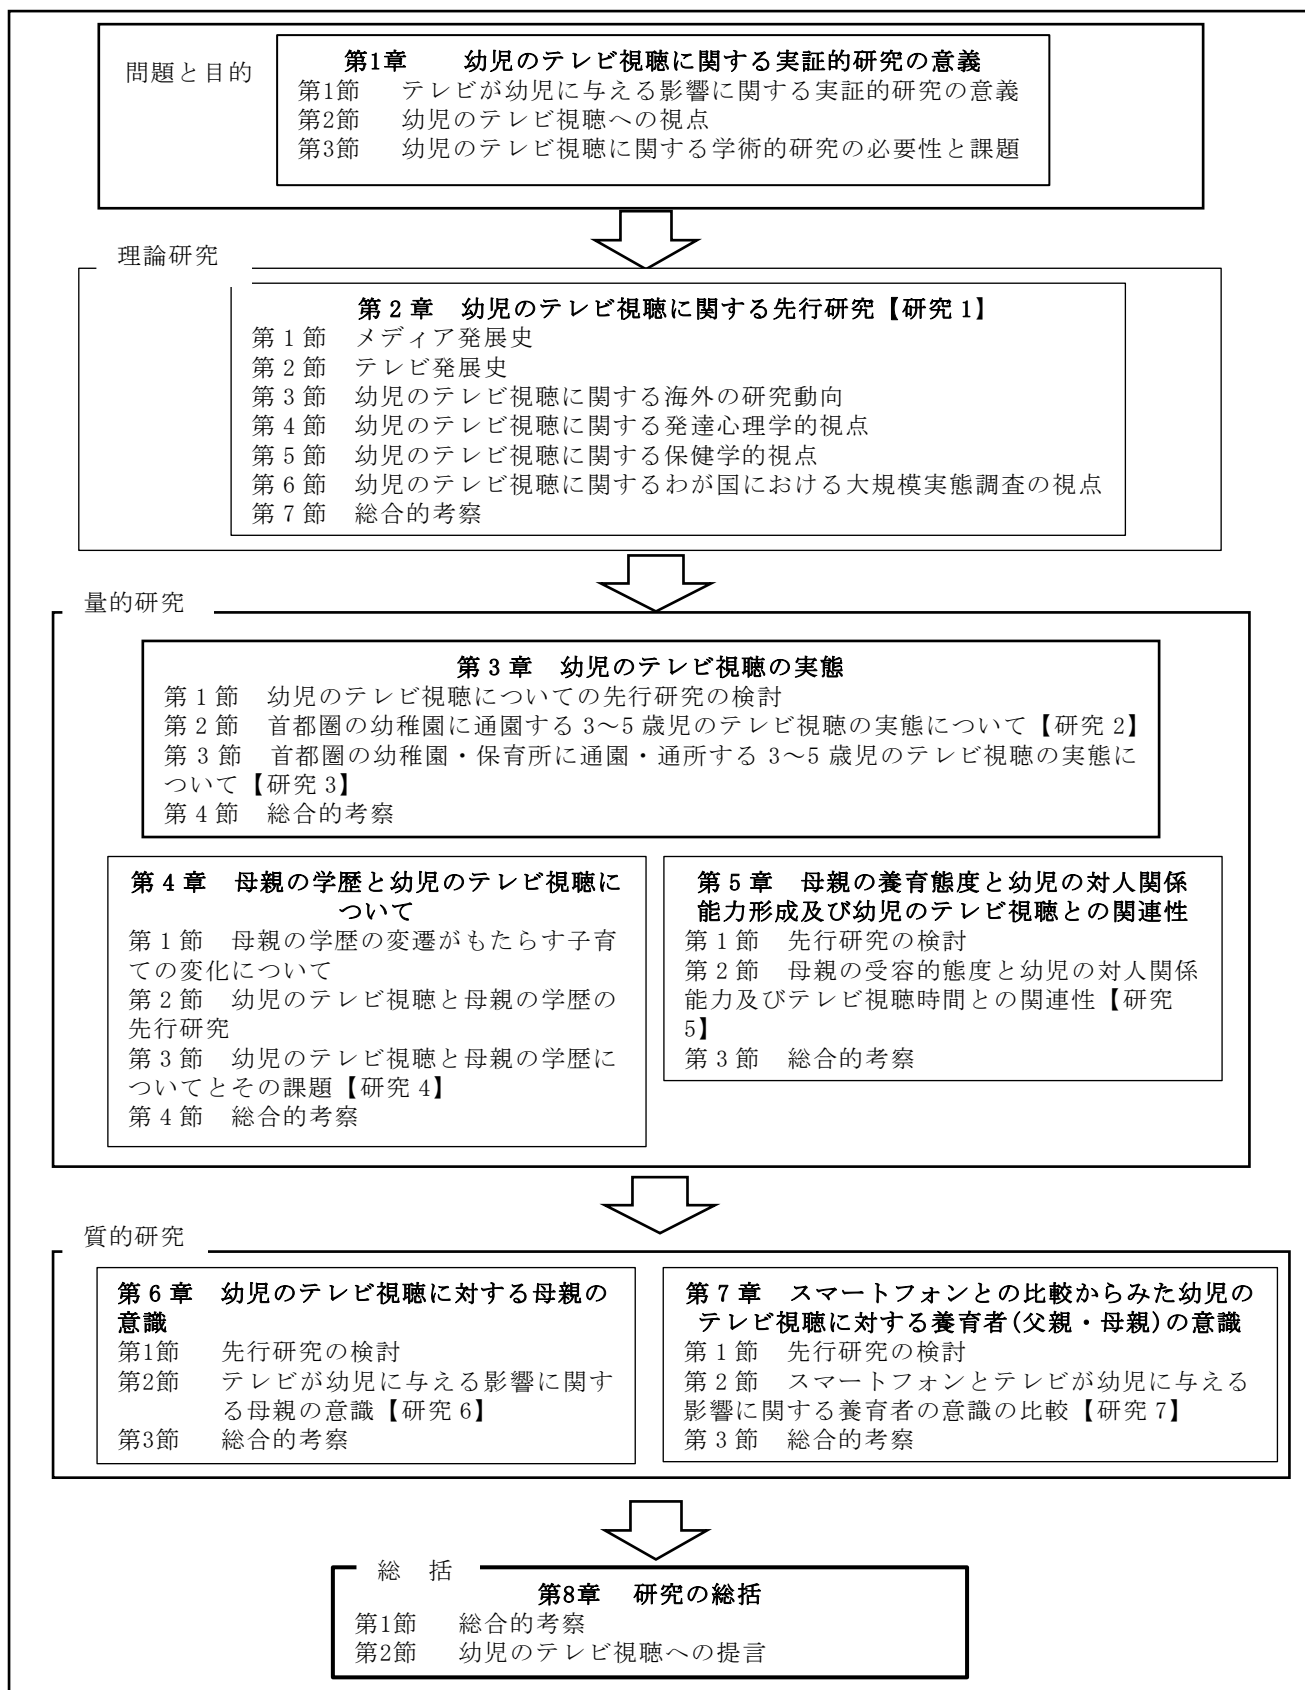 問題と目的
第1章　幼児のテレビ視聴に関する実証的研究の意義
第1節　テレビが幼児に与える影響に関する実証的研究の意義
第2節　幼児のテレビ視聴への視点
第3節　幼児のテレビ視聴に関する学術的研究の必要性と課題
理論研究
第2章　幼児のテレビ視聴に関する先行研究【研究1】
第1節　メディア発展史
第2節　テレビ発展史
第3節　幼児のテレビ視聴に関する海外の研究動向
第4節　幼児のテレビ視聴に関する発達心理学的視点
第5節　幼児のテレビ視聴に関する保健学的視点
第6節　幼児のテレビ視聴に関するわが国における大規模実態調査の視点
第7節　総合的考察
量的研究
第3章　幼児のテレビ視聴の実態
第1節　幼児のテレビ視聴についての先行研究の検討
第2節　首都圏の幼稚園に通園する3～5歳児のテレビ視聴の実態について【研究2】
第3節　首都圏の幼稚園・保育所に通園・通所する3～5歳児のテレビ視聴の実態に
ついて【研究3】
第4節　総合的考察
第4章　母親の学歴と幼児のテレビ視聴に
ついて
第1節　母親の学歴の変遷がもたらす子育
ての変化について
第2節　幼児のテレビ視聴と母親の学歴の
先行研究
第3節　幼児のテレビ視聴と母親の学歴に
ついてとその課題【研究4】
第4節　総合的考察
第5章　母親の養育態度と幼児の対人関係
能力形成及び幼児のテレビ視聴との関連性
第1節　先行研究の検討
第2節　母親の受容的態度と幼児の対人関係
能力及びテレビ視聴時間との関連性【研究
5】
第3節　総合的考察
質的研究
第6章　幼児のテレビ視聴に対する母親の
意識
第1節　先行研究の検討
第2節　テレビが幼児に与える影響に関す
る母親の意識【研究6】
第3節　総合的考察
第7章　スマートフォンとの比較からみた幼児の
テレビ視聴に対する養育者(父親・母親)の意識
第1節　先行研究の検討
第2節　スマートフォンとテレビが幼児に与える
影響に関する養育者の意識の比較【研究7】
第3節　総合的考察
総　括
第8章　研究の総括
第1節　総合的考察
第2節　幼児のテレビ視聴への提言